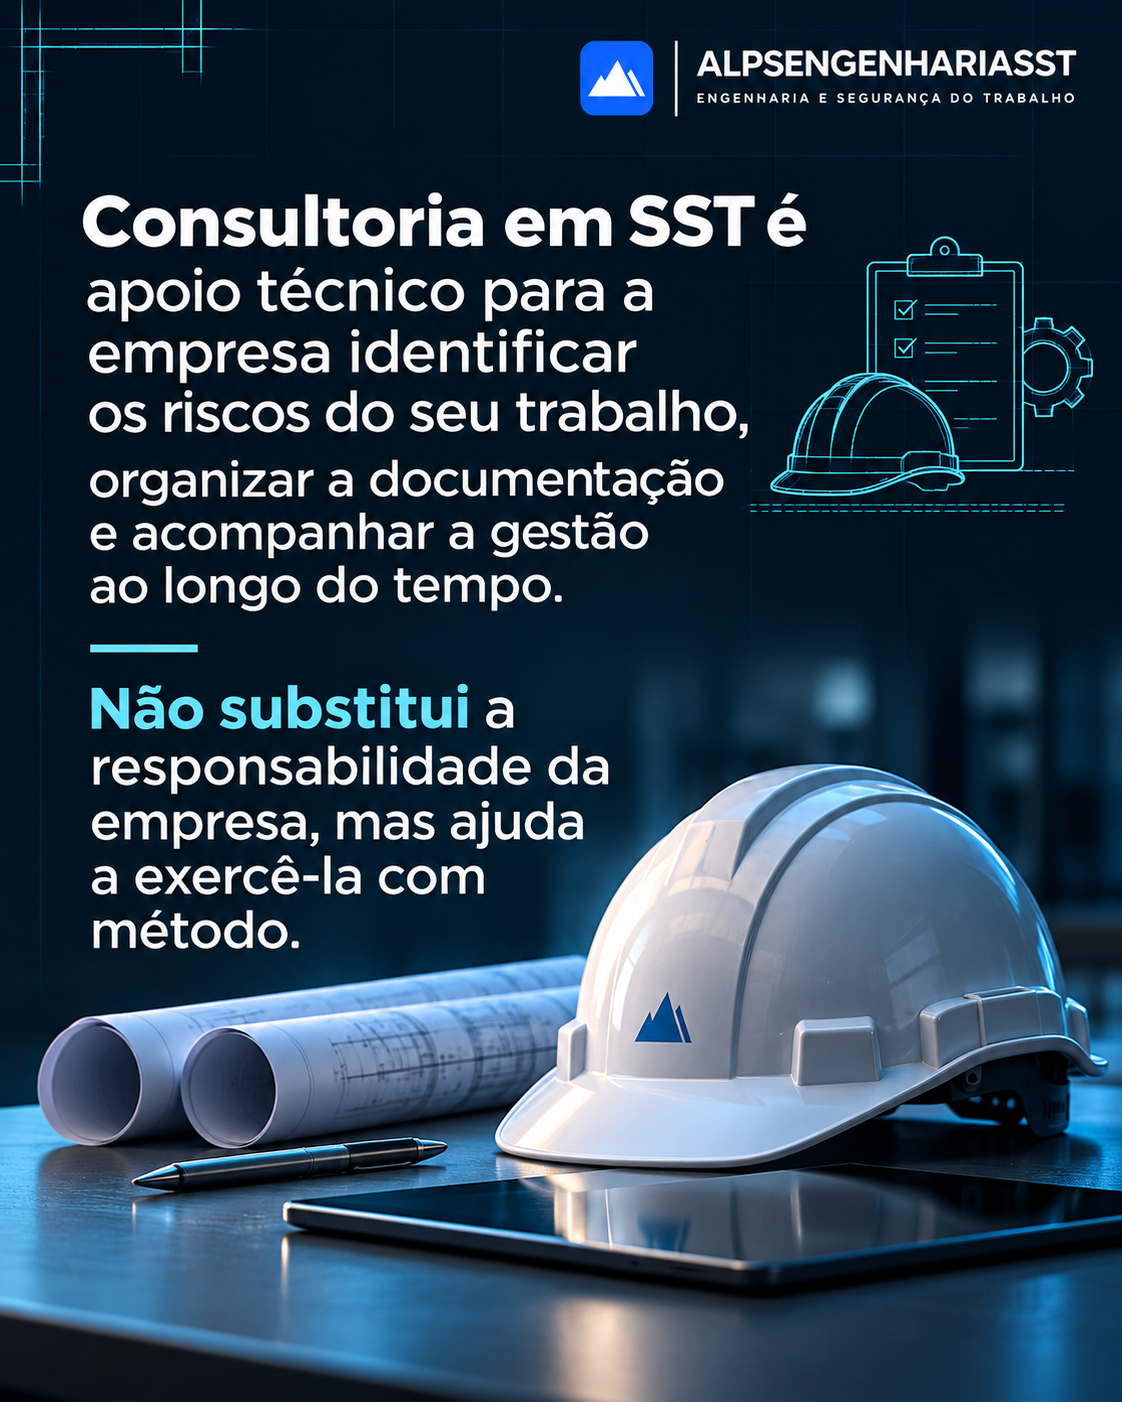 ALPSENGENHARIASST
ENGENHARIA E SEGURANÇA DO TRABALHO
Consultoria em SST é
apoio técnico para a
empresa identificar
os riscos do seu trabalho,
organizar a documentação
e acompanhar a gestão
ao longo do tempo.
Não substitui a
responsabilidade da
empresa, mas ajuda
a exercê-la com
método.